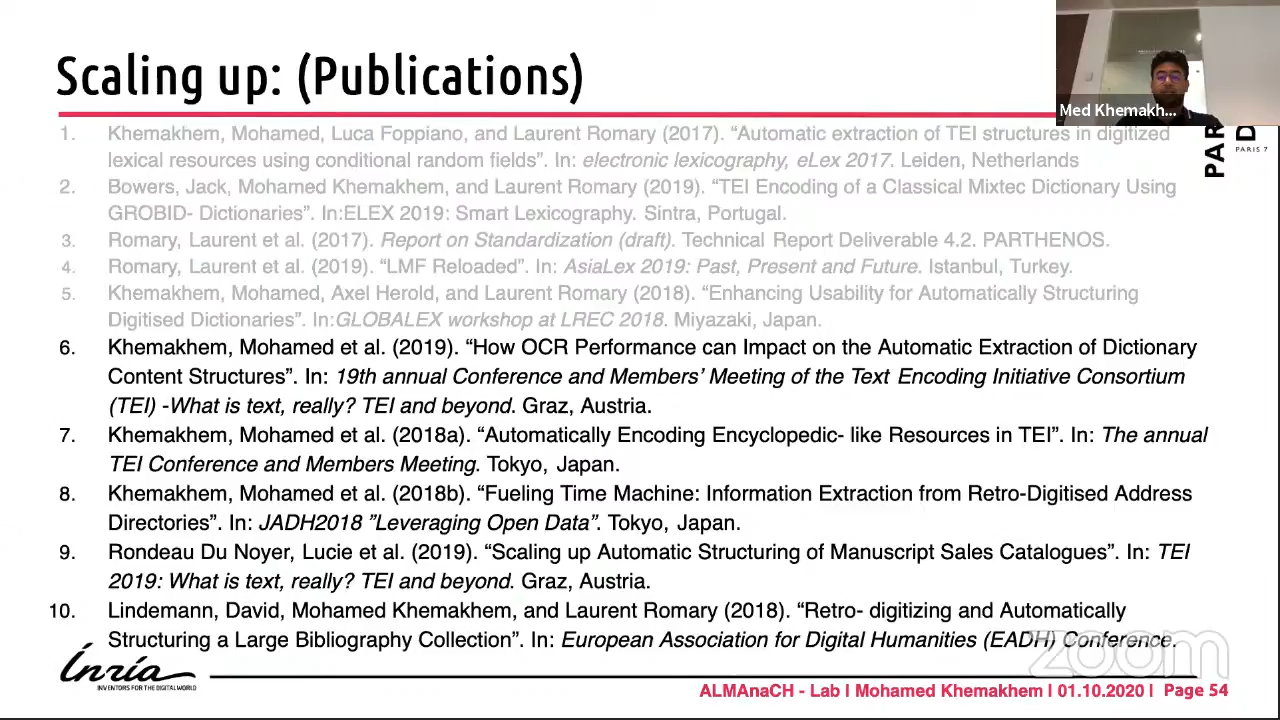 Scaling up: (Publications)
Med Khemakh...
PAR
D
PARIS 7
1. Khemakhem, Mohamed, Luca Foppiano, and Laurent Romary (2017). “Automatic extraction of TEI structures in digitized
lexical resources using conditional random fields”. In: electronic lexicography, eLex 2017. Leiden, Netherlands
2. Bowers, Jack, Mohamed Khemakhem, and Laurent Romary (2019). “TEI Encoding of a Classical Mixtec Dictionary Using
GROBID- Dictionaries”. In:ELEX 2019: Smart Lexicography. Sintra, Portugal.
3. Romary, Laurent et al. (2017). Report on Standardization (draft). Technical Report Deliverable 4.2. PARTHENOS.
4. Romary, Laurent et al. (2019). “LMF Reloaded”. In: AsiaLex 2019: Past, Present and Future. Istanbul, Turkey.
5. Khemakhem, Mohamed, Axel Herold, and Laurent Romary (2018). “Enhancing Usability for Automatically Structuring
Digitised Dictionaries”. In:GLOBALEX workshop at LREC 2018. Miyazaki, Japan.
6. Khemakhem, Mohamed et al. (2019). “How OCR Performance can Impact on the Automatic Extraction of Dictionary
Content Structures”. In: 19th annual Conference and Members’ Meeting of the Text Encoding Initiative Consortium
(TEI) -What is text, really? TEI and beyond. Graz, Austria.
7. Khemakhem, Mohamed et al. (2018a). “Automatically Encoding Encyclopedic- like Resources in TEI”. In: The annual
TEI Conference and Members Meeting. Tokyo, Japan.
8. Khemakhem, Mohamed et al. (2018b). “Fueling Time Machine: Information Extraction from Retro-Digitised Address
Directories”. In: JADH2018 ”Leveraging Open Data”. Tokyo, Japan.
9. Rondeau Du Noyer, Lucie et al. (2019). “Scaling up Automatic Structuring of Manuscript Sales Catalogues”. In: TEI
2019: What is text, really? TEI and beyond. Graz, Austria.
10. Lindemann, David, Mohamed Khemakhem, and Laurent Romary (2018). “Retro- digitizing and Automatically
Structuring a Large Bibliography Collection”. In: European Association for Digital Humanities (EADH) Conference.
zoom
Inria
INVENTORS FOR THE DIGITAL WORLD
ALMAnaCH - Lab I Mohamed Khemakhem I 01.10.2020 I Page 54